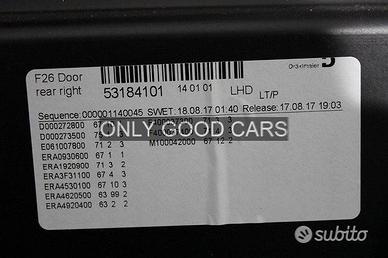 F26 Door
rear right 53184101 14 01 01 LHD LT/P
Sequence: 000001140045 SWET: 18.08.17 01:40 Release: 17.08.17 19:03
D000272800 67
D000273500
E061007800 71 2 3
ERA0930600 67 1 1
M100042000 67 12 2
ERA1920900 71 3 2
ERA3F31100 67 4 3
ERA4530100 67 10 3
ERA4620500 63 99 2
ERA4920400 63 2 2
ONLY GOOD CARS
subito